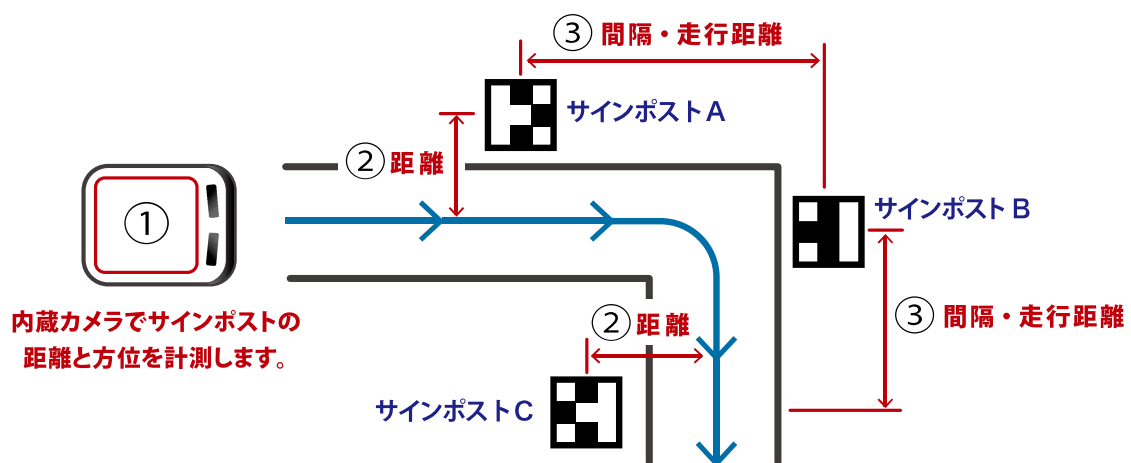 ③ 間隔・走行距離
サインポスト A
② 距離
①
サインポスト B
内蔵カメラでサインポストの
距離と方位を計測します。
② 距離
③ 間隔・走行距離
サインポスト C